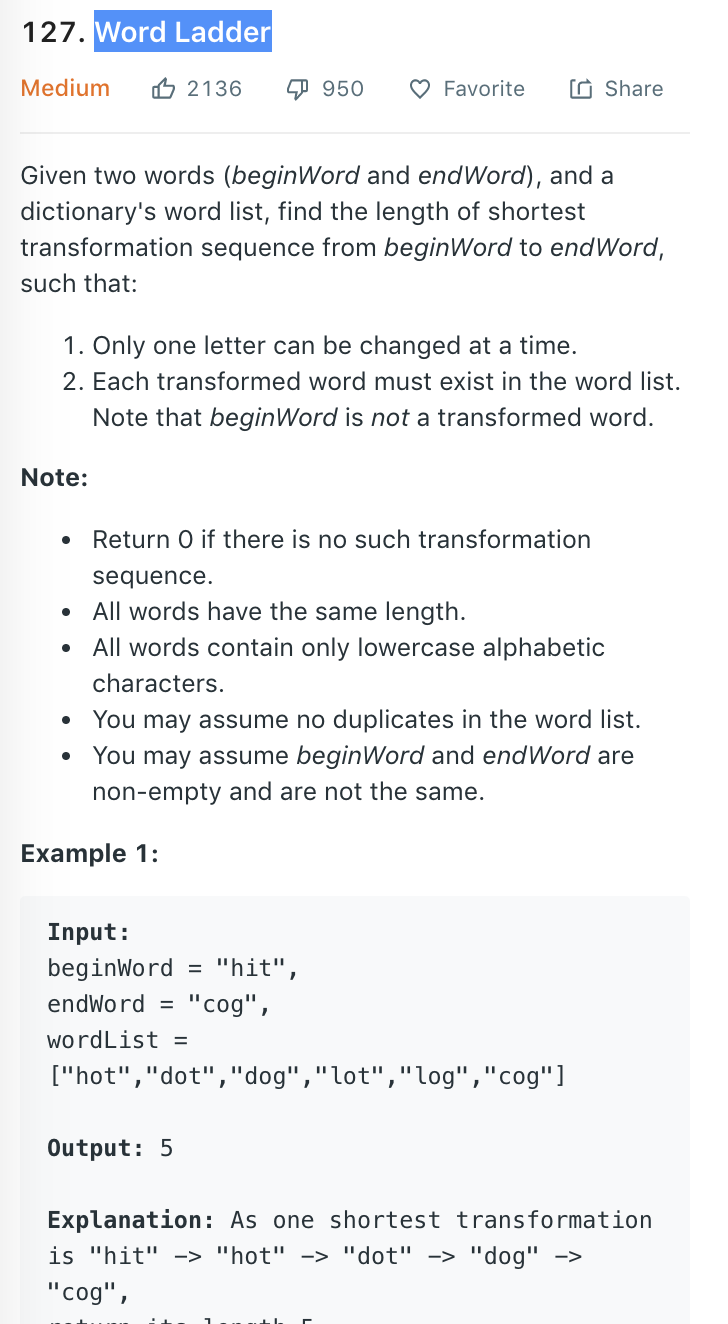 127. Word Ladder
Medium 2136 950 Favorite Share
Given two words (beginWord and endWord), and a
dictionary's word list, find the length of shortest
transformation sequence from beginWord to endWord,
such that:
1. Only one letter can be changed at a time.
2. Each transformed word must exist in the word list.
Note that beginWord is not a transformed word.
Note:
• Return 0 if there is no such transformation
sequence.
• All words have the same length.
• All words contain only lowercase alphabetic
characters.
• You may assume no duplicates in the word list.
• You may assume beginWord and endWord are
non-empty and are not the same.
Example 1:
Input:
beginWord = "hit",
endWord = "cog",
wordList =
["hot","dot","dog","lot","log","cog"]
Output: 5
Explanation: As one shortest transformation
is "hit" -> "hot" -> "dot" -> "dog" ->
"cog",
return its length 5